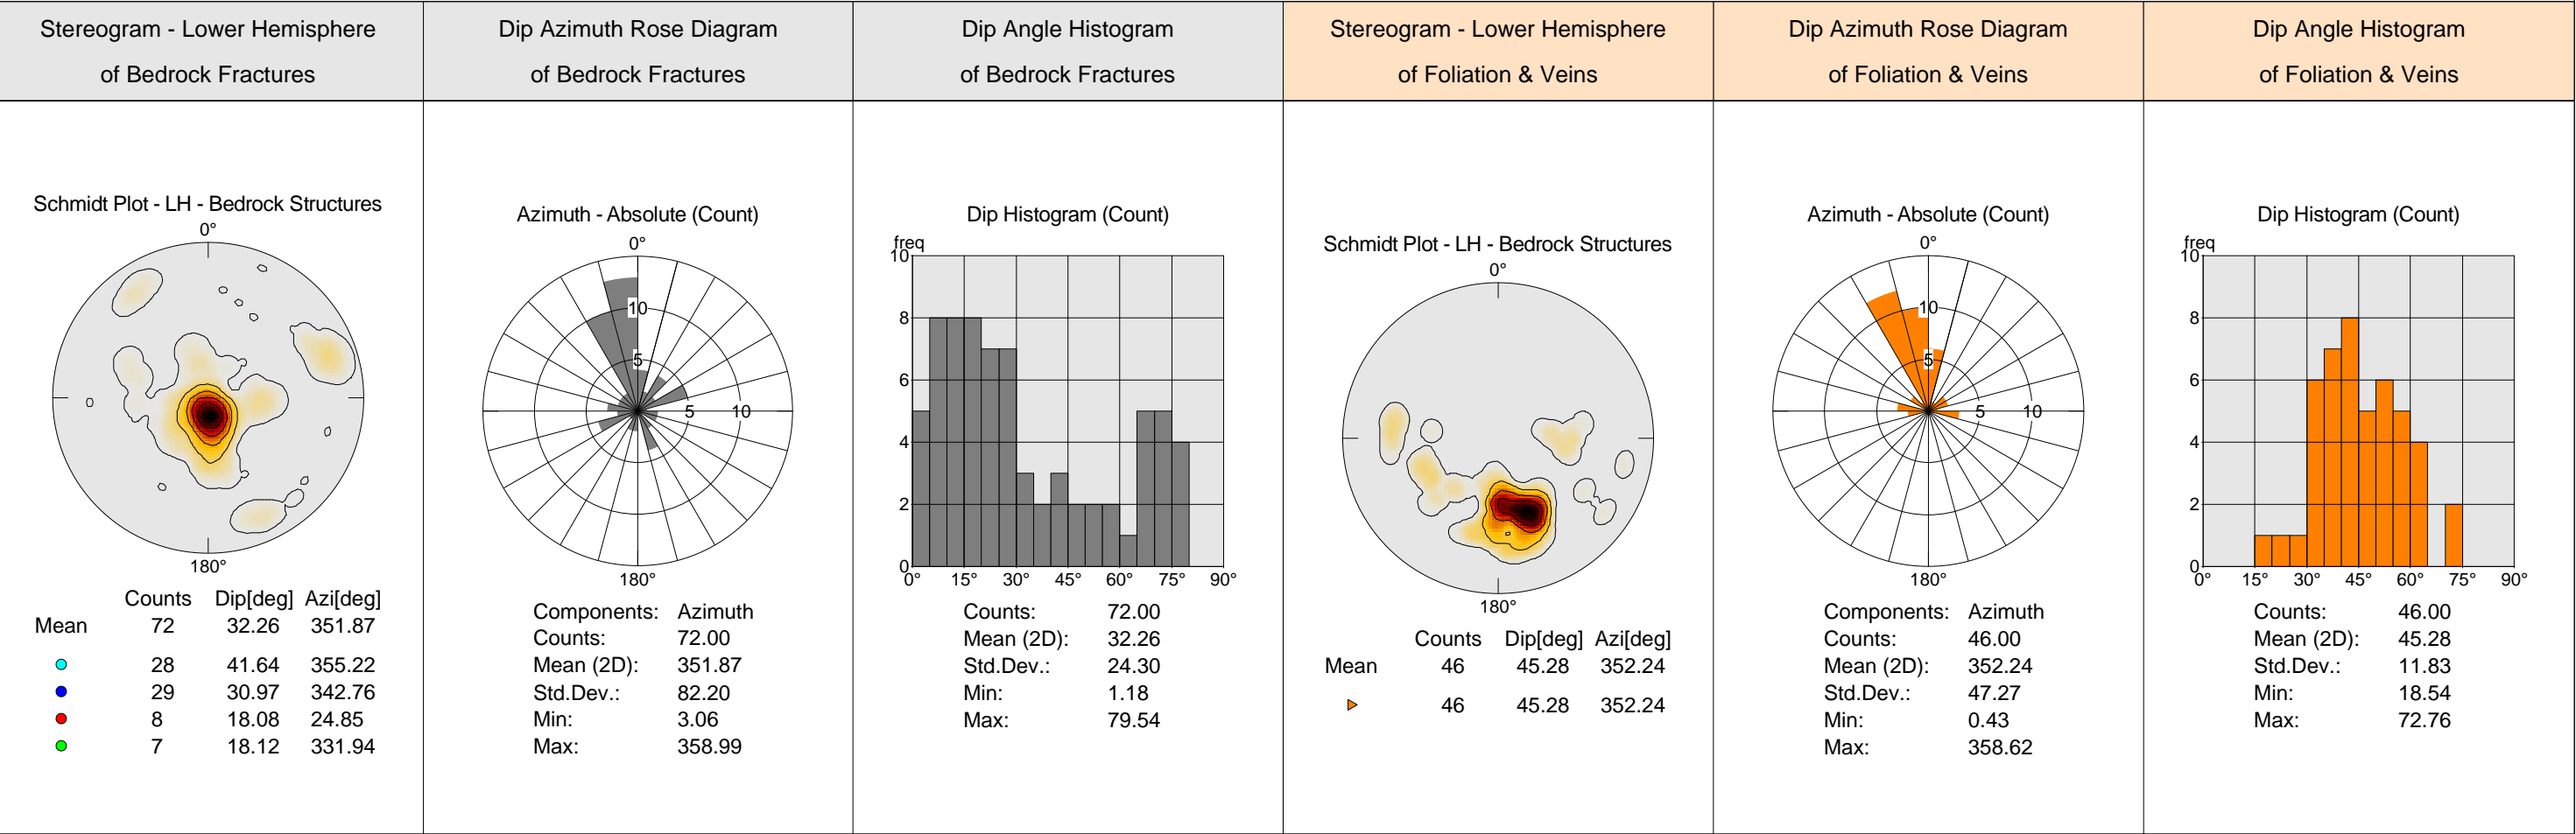 Stereogram - Lower Hemisphere
of Bedrock Fractures
Dip Azimuth Rose Diagram
of Bedrock Fractures
Dip Angle Histogram
of Bedrock Fractures
Stereogram - Lower Hemisphere
of Foliation & Veins
Dip Azimuth Rose Diagram
of Foliation & Veins
Dip Angle Histogram
of Foliation & Veins
Schmidt Plot - LH - Bedrock Structures
0°
180°
Counts Dip[deg] Azi[deg]
Mean 72 32.26 351.87
28 41.64 355.22
29 30.97 342.76
8 18.08 24.85
7 18.12 331.94
Azimuth - Absolute (Count)
0°
10
5
5 10
180°
Components: Azimuth
Counts: 72.00
Mean (2D): 351.87
Std.Dev.: 82.20
Min: 3.06
Max: 358.99
Dip Histogram (Count)
freq
10
8
6
4
2
0
0° 15° 30° 45° 60° 75° 90°
Counts: 72.00
Mean (2D): 32.26
Std.Dev.: 24.30
Min: 1.18
Max: 79.54
Schmidt Plot - LH - Bedrock Structures
0°
180°
Counts Dip[deg] Azi[deg]
Mean 46 45.28 352.24
46 45.28 352.24
Azimuth - Absolute (Count)
0°
10
5
5 10
180°
Components: Azimuth
Counts: 46.00
Mean (2D): 352.24
Std.Dev.: 47.27
Min: 0.43
Max: 358.62
Dip Histogram (Count)
freq
10
8
6
4
2
0
0° 15° 30° 45° 60° 75° 90°
Counts: 46.00
Mean (2D): 45.28
Std.Dev.: 11.83
Min: 18.54
Max: 72.76